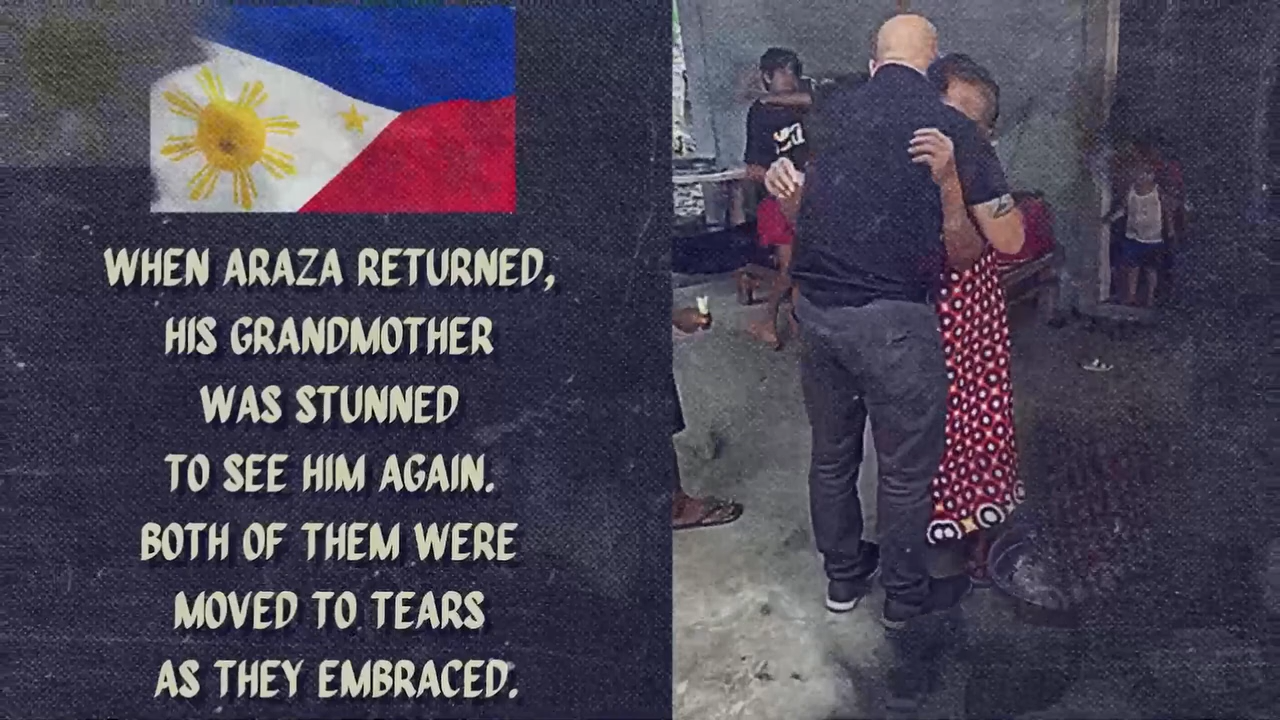 WHEN ARAZA RETURNED,
HIS GRANDMOTHER
WAS STUNNED
TO SEE HIM AGAIN.
BOTH OF THEM WERE
MOVED TO TEARS
AS THEY EMBRACED.